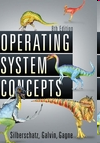 8th Edition
OPERATING
SYSTEM
CONCEPTS
Silberschatz, Galvin, Gagne